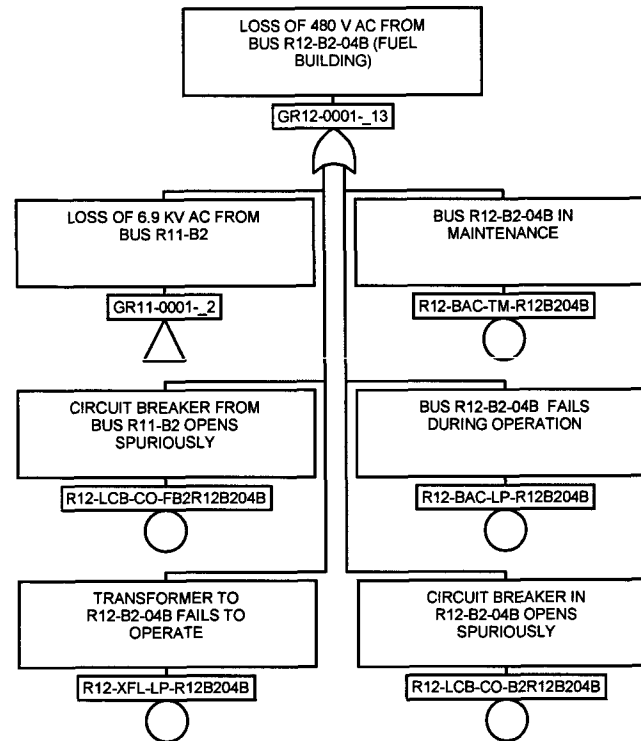 LOSS OF 480 V AC FROM
BUS R12-B2-04B (FUEL
BUILDING)
GR12-0001-_13
LOSS OF 6.9 KV AC FROM
BUS R11-B2
GR11-0001-_2
BUS R12-B2-04B IN
MAINTENANCE
R12-BAC-TM-R12B204B
CIRCUIT BREAKER FROM
BUS R11-B2 OPENS
SPURIOUSLY
R12-LCB-CO-FB2R12B204B
BUS R12-B2-04B FAILS
DURING OPERATION
R12-BAC-LP-R12B204B
TRANSFORMER TO
R12-B2-04B FAILS TO
OPERATE
R12-XFL-LP-R12B204B
CIRCUIT BREAKER IN
R12-B2-04B OPENS
SPURIOUSLY
R12-LCB-CO-B2R12B204B